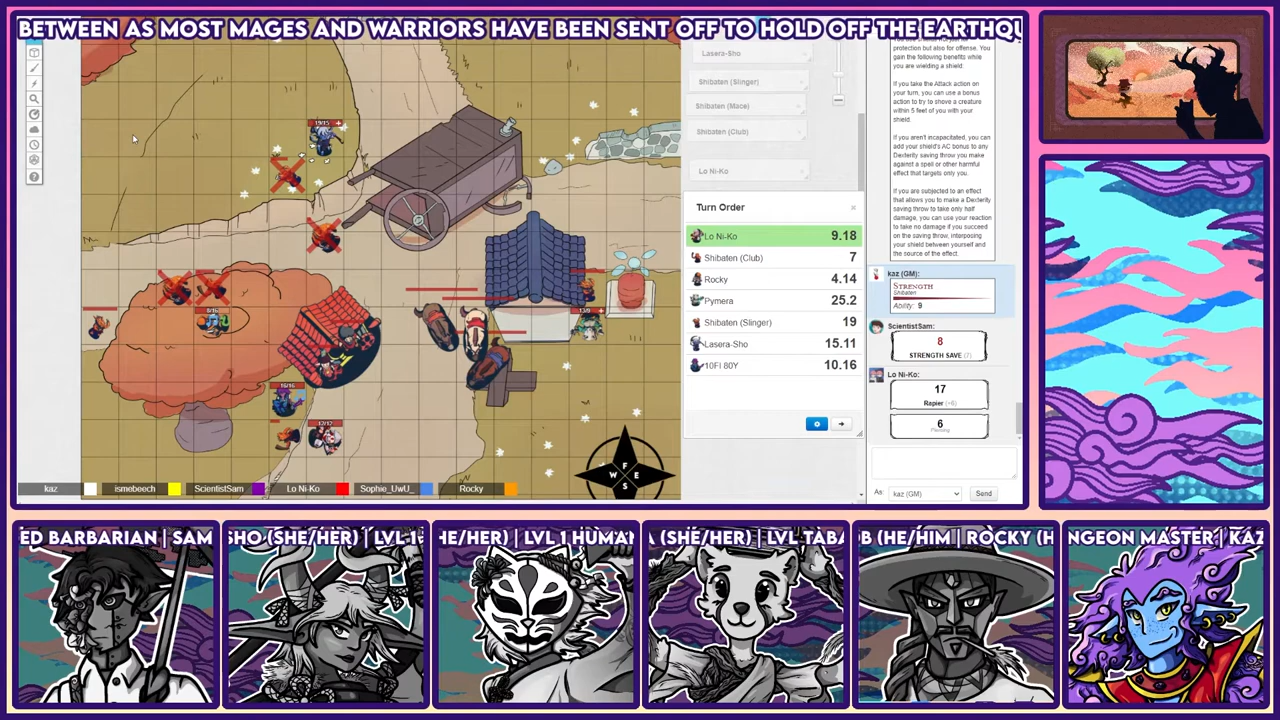 BETWEEN AS MOST MAGES AND WARRIORS HAVE BEEN SENT OFF TO HOLD OFF THE EARTHQU
Lasera-Sho
Shibaten (Slinger)
Shibaten (Mace)
Shibaten (Club)
Lo Ni-Ko
Turn Order
Lo Ni-Ko 9.18
Shibaten (Club) 7
Rocky 4.14
Pymera 25.2
Shibaten (Slinger) 19
Lasera-Sho 15.11
10FI 80Y 10.16
protection but also for offense. You
gain the following benefits while
you are wielding a shield:
If you take the Attack action on
your turn, you can use a bonus
action to try to shove a creature
within 5 feet of you with your
shield.
If you aren't incapacitated, you can
add your shield's AC bonus to any
Dexterity saving throw you make
against a spell or other harmful
effect that targets only you.
If you are subjected to an effect
that allows you to make a Dexterity
saving throw to take only half
damage, you can use your reaction
to take no damage if you
succeed on the saving throw, interposing
your shield between yourself and
the source of the effect.
kaz (GM):
STRENGTH
Shibaten
Ability: 9
ScientistSam:
8
STRENGTH SAVE (7)
Lo Ni-Ko:
17
Rapier (+6)
6
Piercing
As: kaz (GM) Send
19/15
16/16
12/12
F
W E
S
kaz
ismebeech
ScientistSam
Lo Ni-Ko
Sophie_UwU_
Rocky
ED BARBARIAN | SAM
SHO (SHE/HER) | LVL 1
HE/HER) | LVL 1 HUMAN
A (SHE/HER) | LVL TABA
OB (HE/HIM | ROCKY (H
NGEON MASTER | KAZ